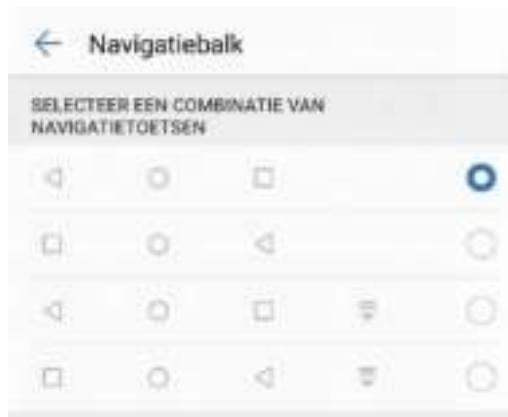 Navigatiebalk
SELECTEER EEN COMBINATIE VAN
NAVIGATIETOETSEN